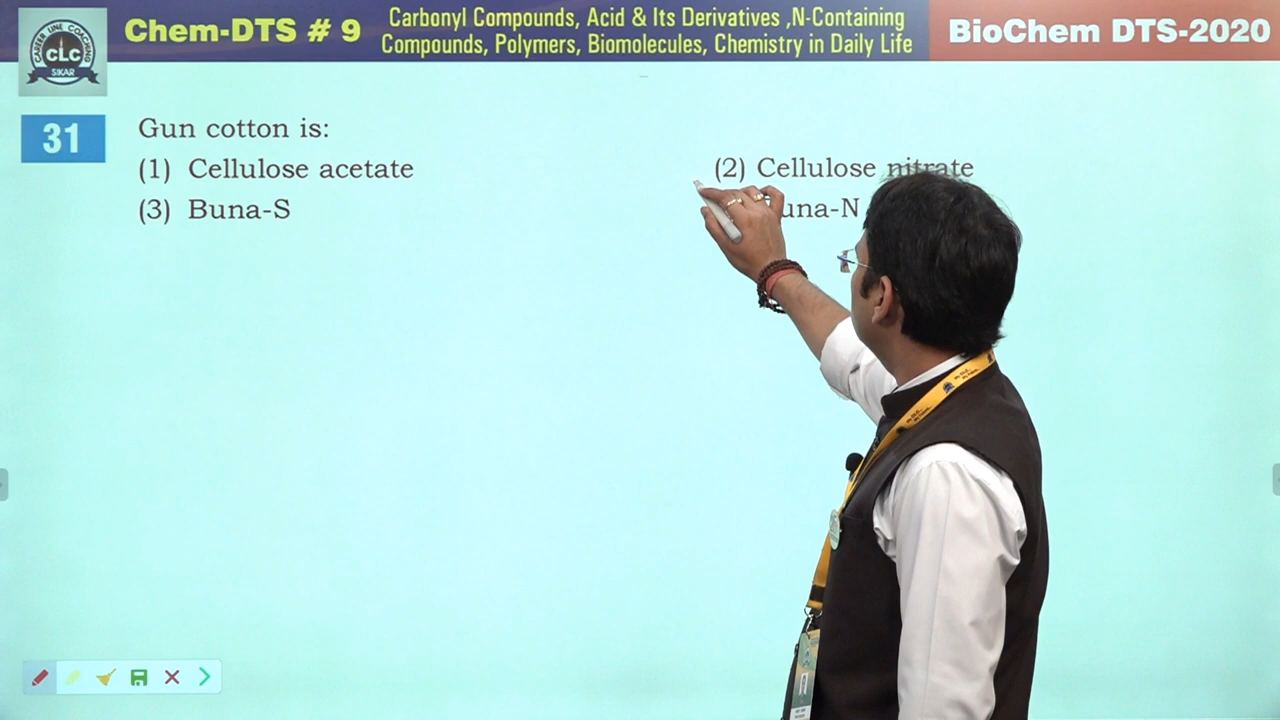 CLC
SIKAR
Chem-DTS # 9
Carbonyl Compounds, Acid & Its Derivatives ,N-Containing
Compounds, Polymers, Biomolecules, Chemistry in Daily Life
BioChem DTS-2020
31
Gun cotton is:
(1) Cellulose acetate
(2) Cellulose nitrate
(3) Buna-S
una-N